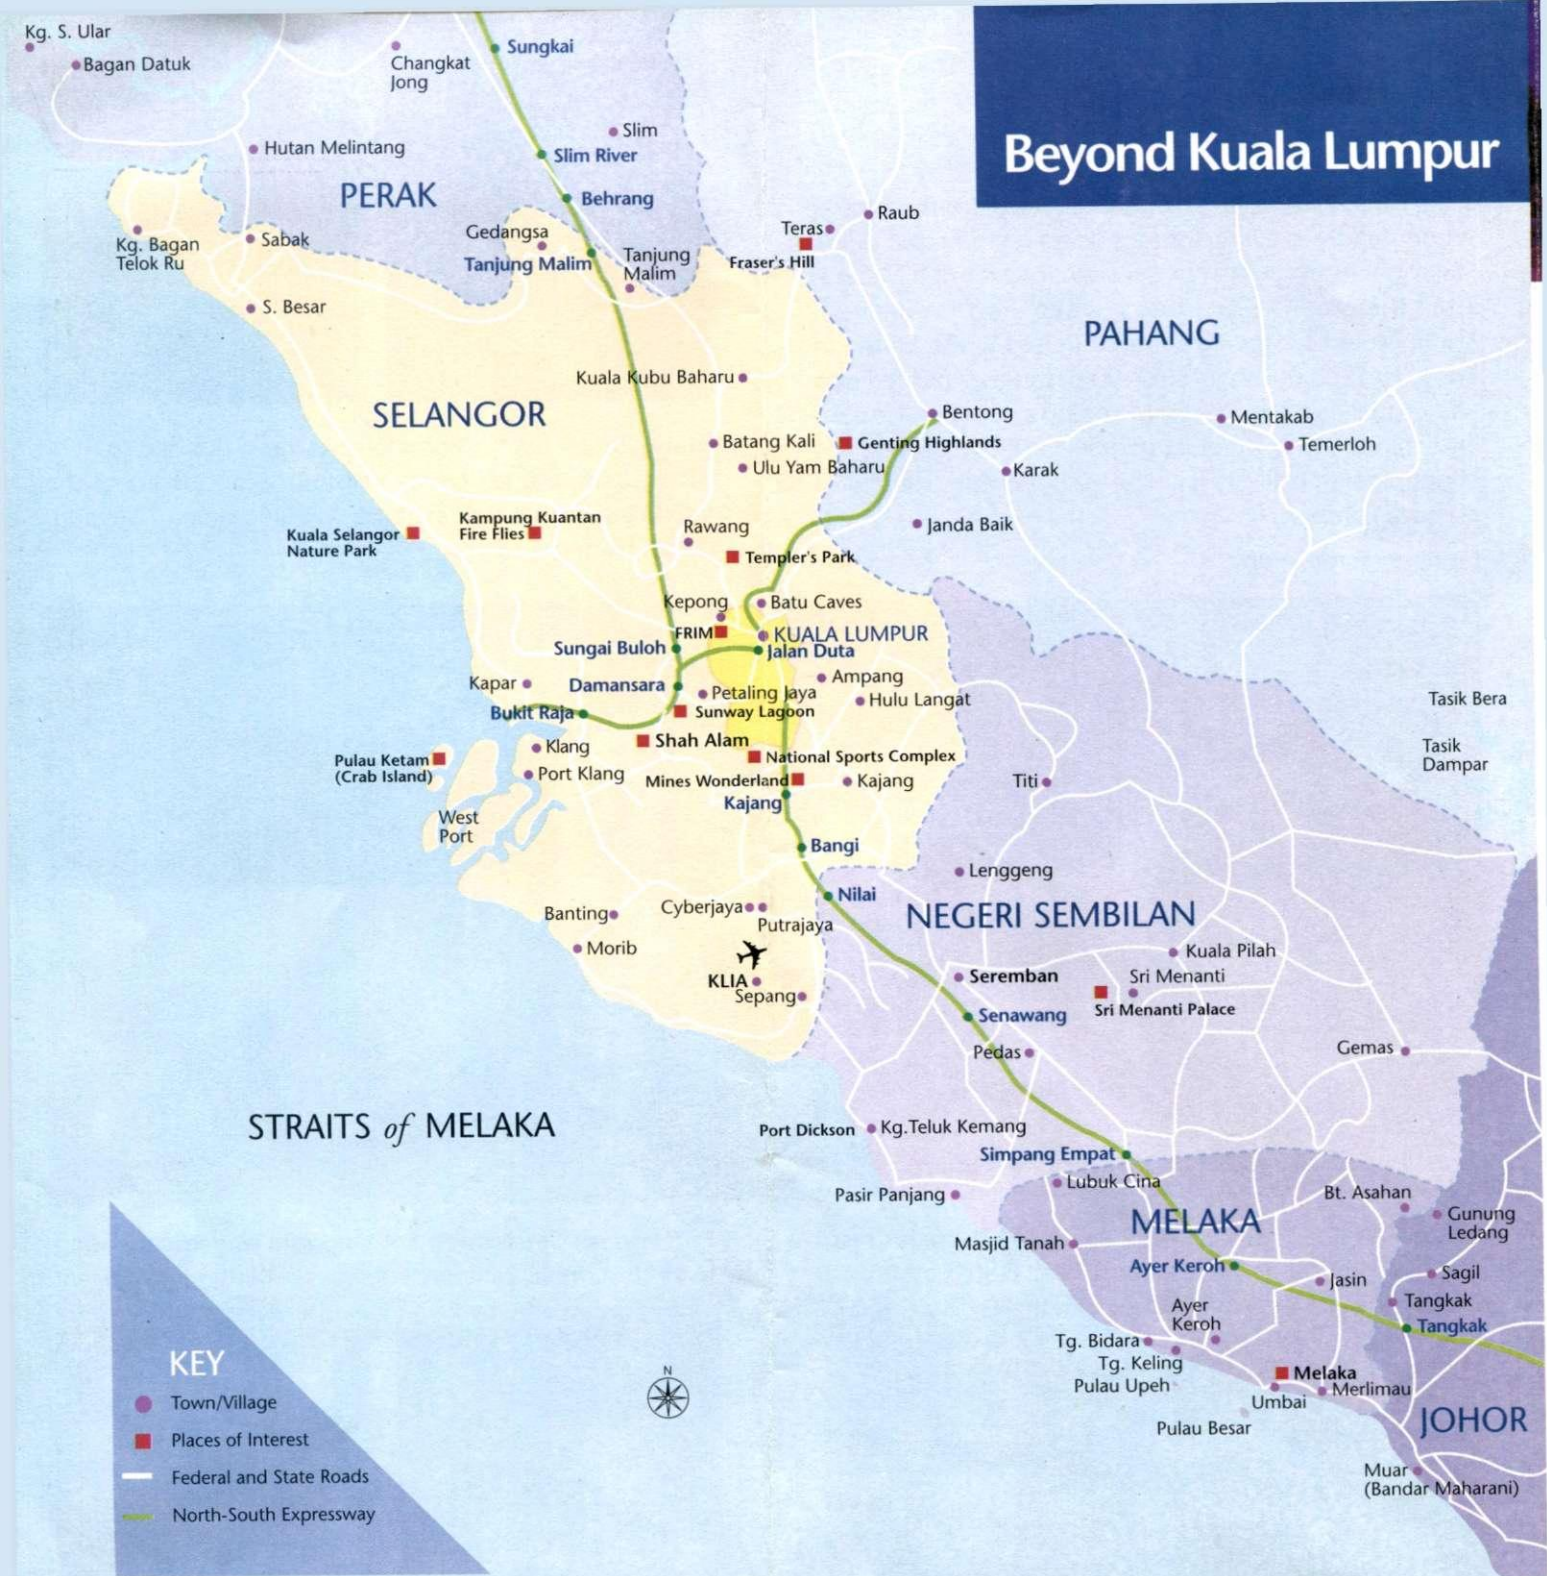 Beyond Kuala Lumpur
Kg. S. Ular
Bagan Datuk
Changkat
Jong
Sungkai
Hutan Melintang
Slim
Slim River
PERAK
Behrang
Kg. Bagan
Telok Ru
Sabak
Gedangsa
Tanjung Malim
Tanjung
Malim
Teras
Raub
Fraser's Hill
S. Besar
PAHANG
Kuala Kubu Baharu
SELANGOR
Bentong
Mentakab
Batang Kali
Genting Highlands
Temerloh
Ulu Yam Baharu
Karak
Kuala Selangor
Nature Park
Kampung Kuantan
Fire Flies
Rawang
Janda Baik
Templer's Park
Kepong
Batu Caves
FRIM
KUALA LUMPUR
Sungai Buloh
Jalan Duta
Kapar
Damansara
Petaling Jaya
Ampang
Hulu Langat
Tasik Bera
Bukit Raja
Sunway Lagoon
Klang
Shah Alam
Tasik
Dampar
Pulau Ketam
(Crab Island)
Port Klang
National Sports Complex
Mines Wonderland
Kajang
Titi
Kajang
West
Port
Bangi
Lenggeng
Nilai
Banting
Cyberjaya
Putrajaya
NEGERI SEMBILAN
Morib
Kuala Pilah
KLIA
Sepang
Seremban
Sri Menanti
Sri Menanti Palace
Senawang
Pedas
Gemas
STRAITS of MELAKA
Port Dickson
Kg.Teluk Kemang
Simpang Empat
Pasir Panjang
Lubuk Cina
Bt. Asahan
MELAKA
Gunung
Ledang
Masjid Tanah
Ayer Keroh
Jasin
Sagil
Ayer
Keroh
Tangkak
Tangkak
Tg. Bidara
Tg. Keling
Pulau Upeh
Melaka
Merlimau
Umbai
Pulau Besar
JOHOR
Muar
(Bandar Maharani)
N
KEY
Town/Village
Places of Interest
Federal and State Roads
North-South Expressway